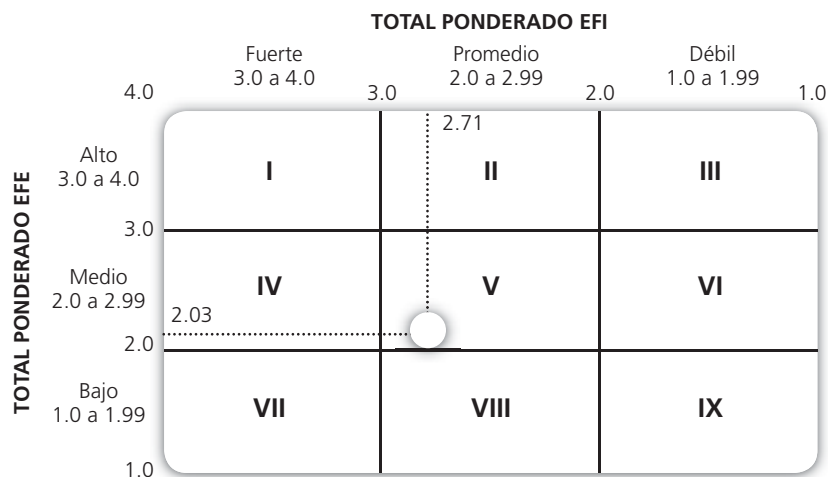 TOTAL PONDERADO EFI
Fuerte
3.0 a 4.0
Promedio
2.0 a 2.99
Débil
1.0 a 1.99
4.0
3.0
2.0
1.0
2.71
TOTAL PONDERADO EFE
Alto
3.0 a 4.0
I
II
III
3.0
Medio
2.0 a 2.99
IV
V
VI
2.03
2.0
Bajo
1.0 a 1.99
VII
VIII
IX
1.0